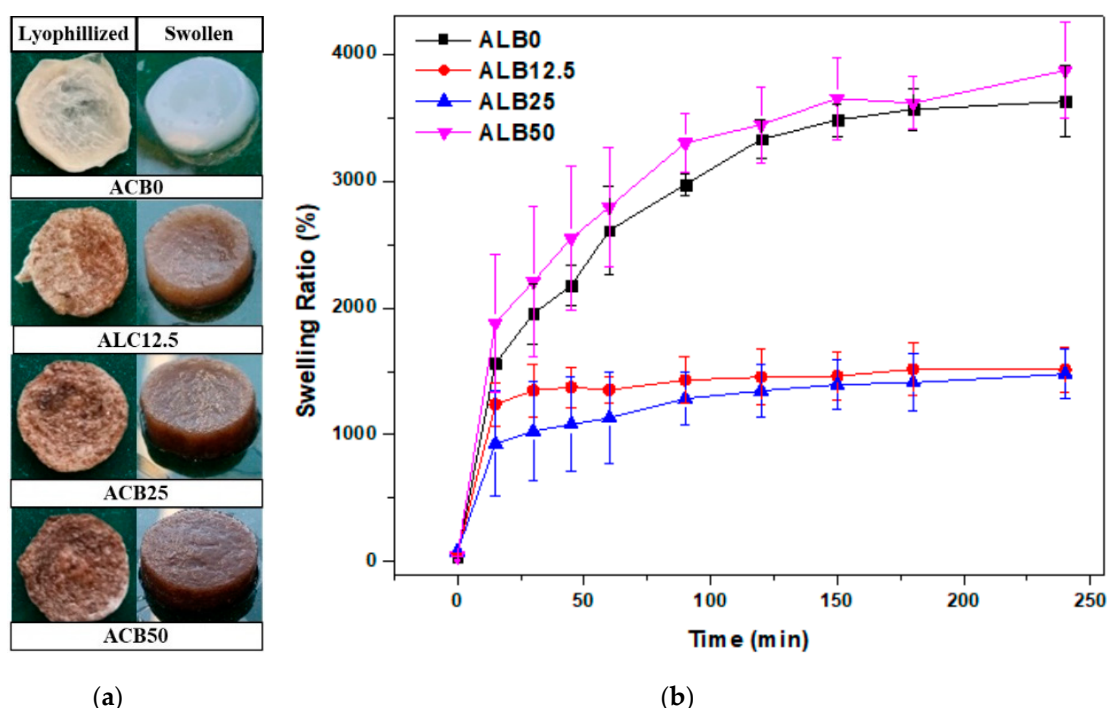 Lyophillized Swollen
ACB0
ALC12.5
ACB25
ACB50
(a)
ALB0
ALB12.5
ALB25
ALB50
Swelling Ratio (%)
4000
3000
2000
1000
0
0 50 100 150 200 250
Time (min)
(b)